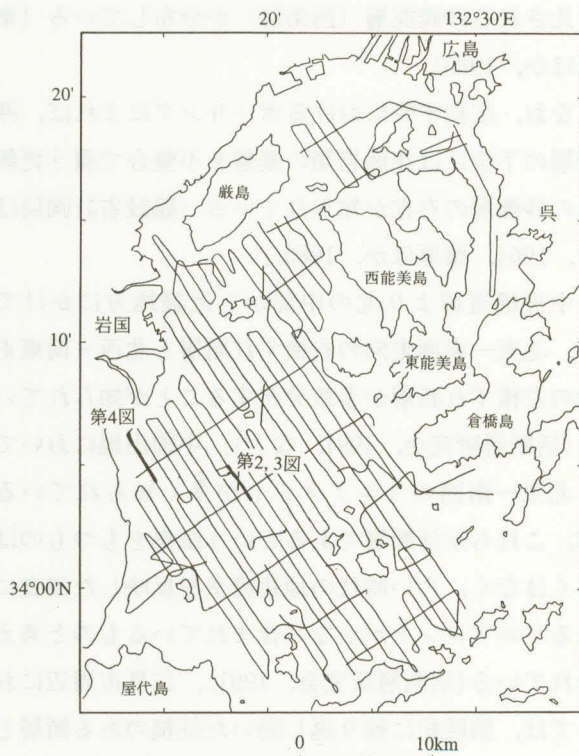 20'
132°30'E
広島
20'
厳島
呉
西能美島
岩国
10'
東能美島
倉橋島
第4図
第2, 3図
34°00'N
屋代島
0
10km